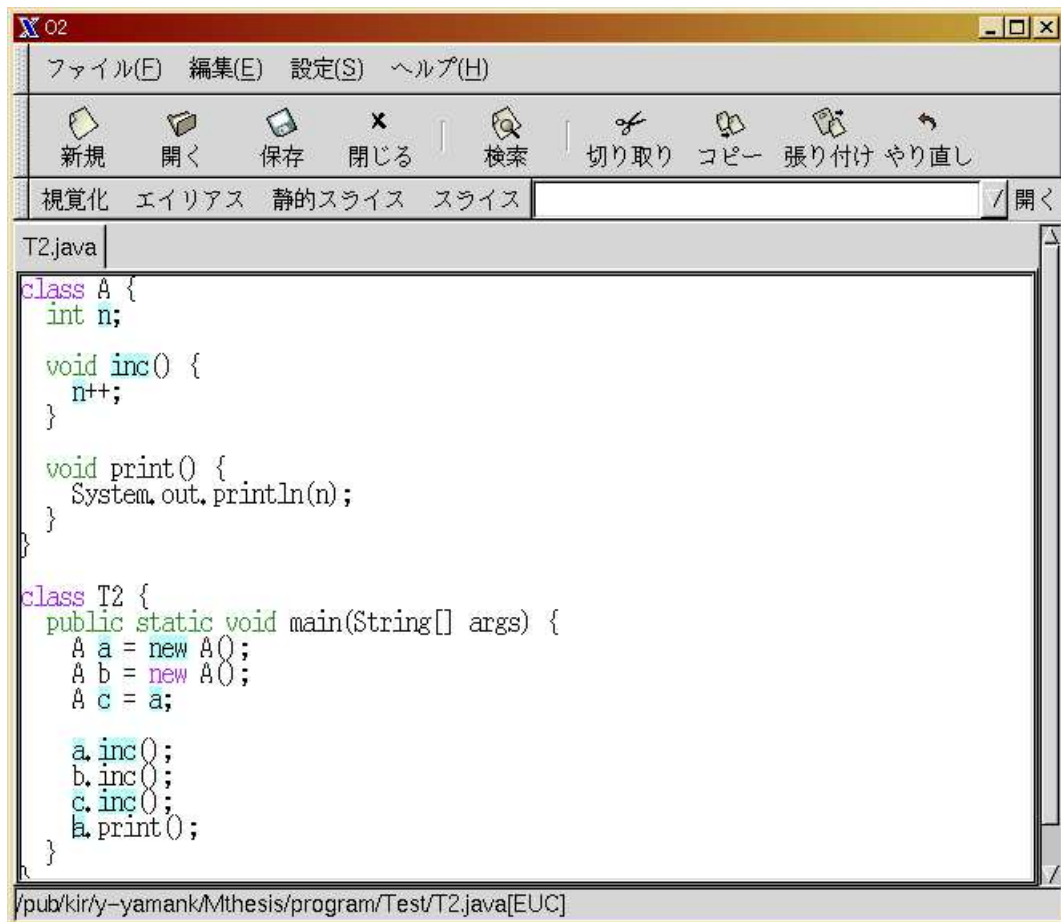 O2
ファイル(F) 編集(E) 設定(S) ヘルプ(H)
新規 開く 保存 閉じる 検索 切り取り コピー 張り付け やり直し
視覚化 エイリアス 静的スライス スライス 開く
T2.java
class A {
  int n;

  void inc() {
    n++;
  }

  void print() {
    System.out.println(n);
  }
}

class T2 {
  public static void main(String[] args) {
    A a = new A();
    A b = new A();
    A c = a;

    a.inc();
    b.inc();
    c.inc();
    a.print();
  }
}
/pub/kir/y-yamank/Mthesis/program/Test/T2.java[EUC]